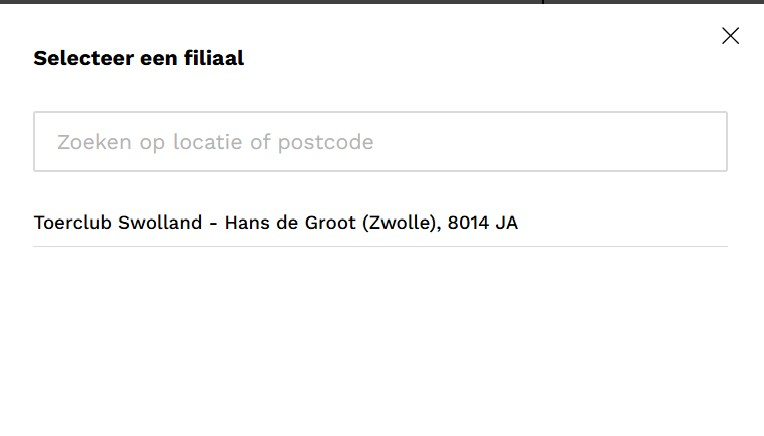 Selecteer een filiaal
Zoeken op locatie of postcode
Toerclub Swolland - Hans de Groot (Zwolle), 8014 JA